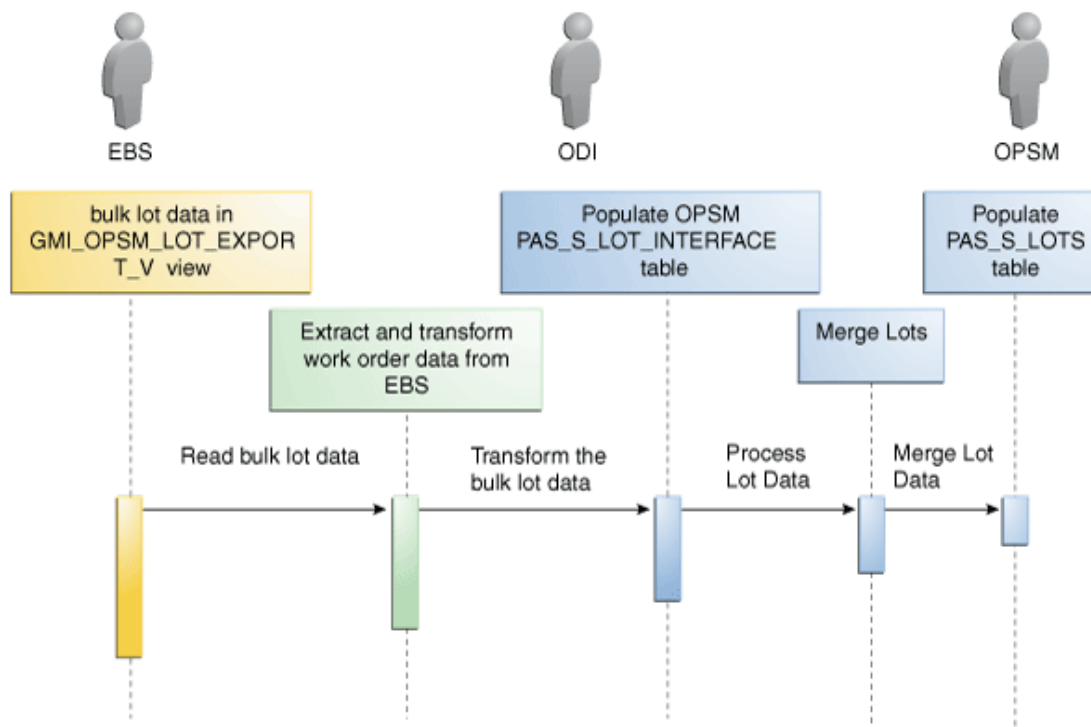 EBS
ODI
OPSM
bulk lot data in
GMI_OPSM_LOT_EXPOR
T_V view
Populate OPSM
PAS_S_LOT_INTERFACE
table
Populate
PAS_S_LOTS
table
Extract and transform
work order data from
EBS
Merge Lots
Read bulk lot data
Transform the
bulk lot data
Process
Lot Data
Merge Lot
Data